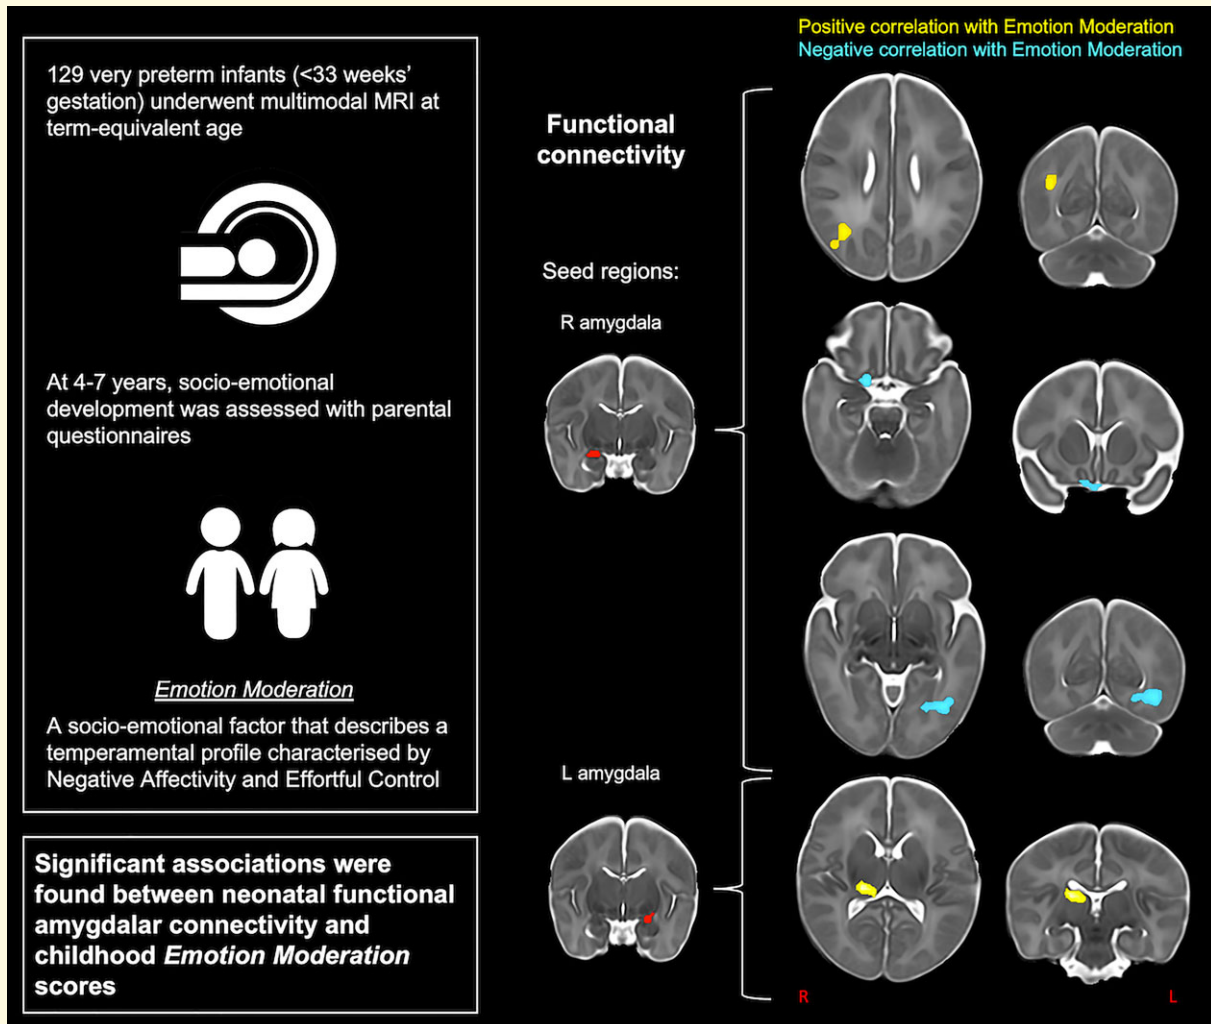 129 very preterm infants (<33 weeks'
gestation) underwent multimodal MRI at
term-equivalent age
At 4-7 years, socio-emotional
development was assessed with parental
questionnaires
Emotion Moderation
A socio-emotional factor that describes a
temperamental profile characterised by
Negative Affectivity and Effortful Control
Significant associations were
found between neonatal functional
amygdalar connectivity and
childhood Emotion Moderation
scores
Functional
connectivity
Seed regions:
R amygdala
L amygdala
Positive correlation with Emotion Moderation
Negative correlation with Emotion Moderation
R
L